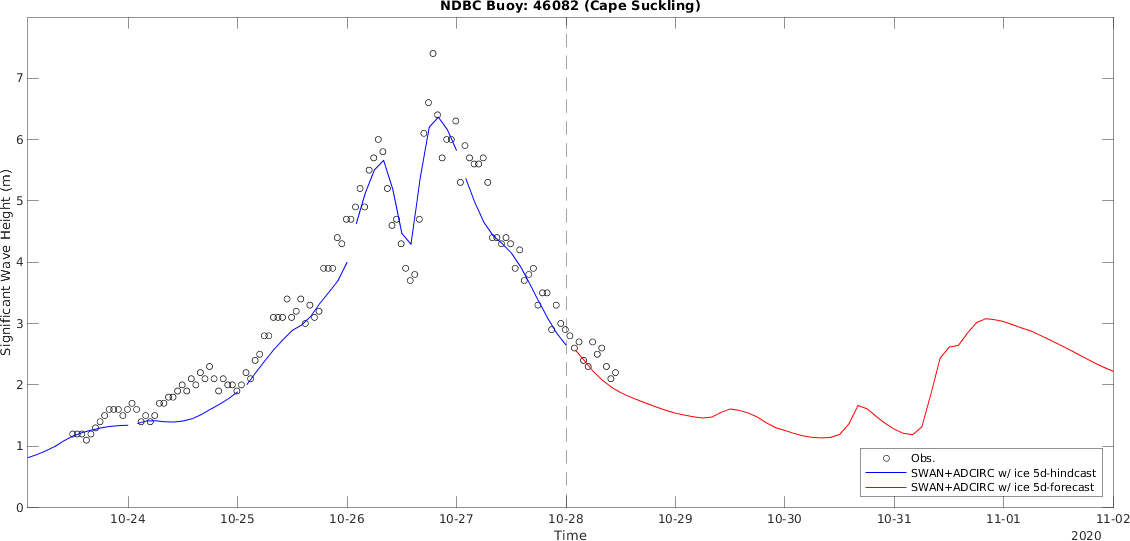 NDBC Buoy: 46082 (Cape Suckling)
Significant Wave Height (m)
7
6
5
4
3
2
1
0
Obs.
SWAN+ADCIRC w/ ice 5d-hindcast
SWAN+ADCIRC w/ ice 5d-forecast
10-24 10-25 10-26 10-27 10-28 10-29 10-30 10-31 11-01 11-02
Time
2020